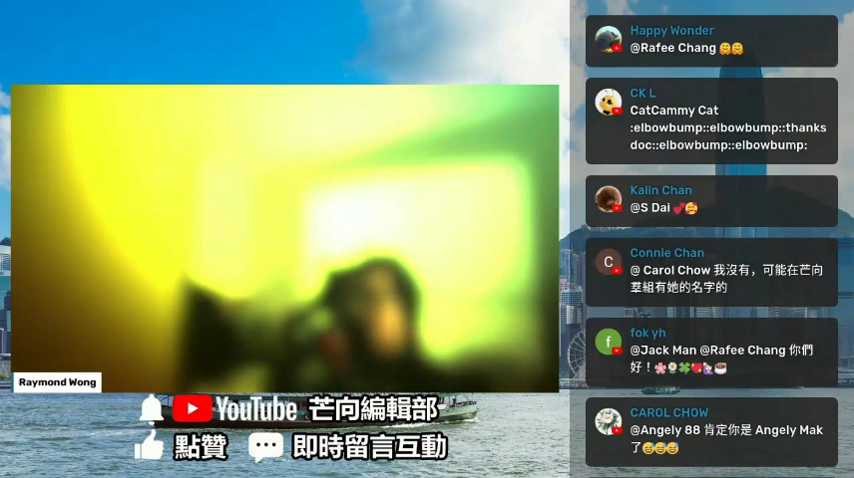 Happy Wonder
@Rafee Chang 🤗🤗
CK L
CatCammy Cat
:elbowbump::elbowbump::thanks
doc::elbowbump::elbowbump:
Kalin Chan
@S Dai 💕🥰
Connie Chan
@ Carol Chow 我沒有，可能在芒向
羣組有她的名字的
fok yh
@Jack Man @Rafee Chang 你們
好！
CAROL CHOW
@Angely 88 肯定你是 Angely Mak
了😅😅😅
Raymond Wong
YouTube 芒向編輯部
點贊 即時留言互動
C
f